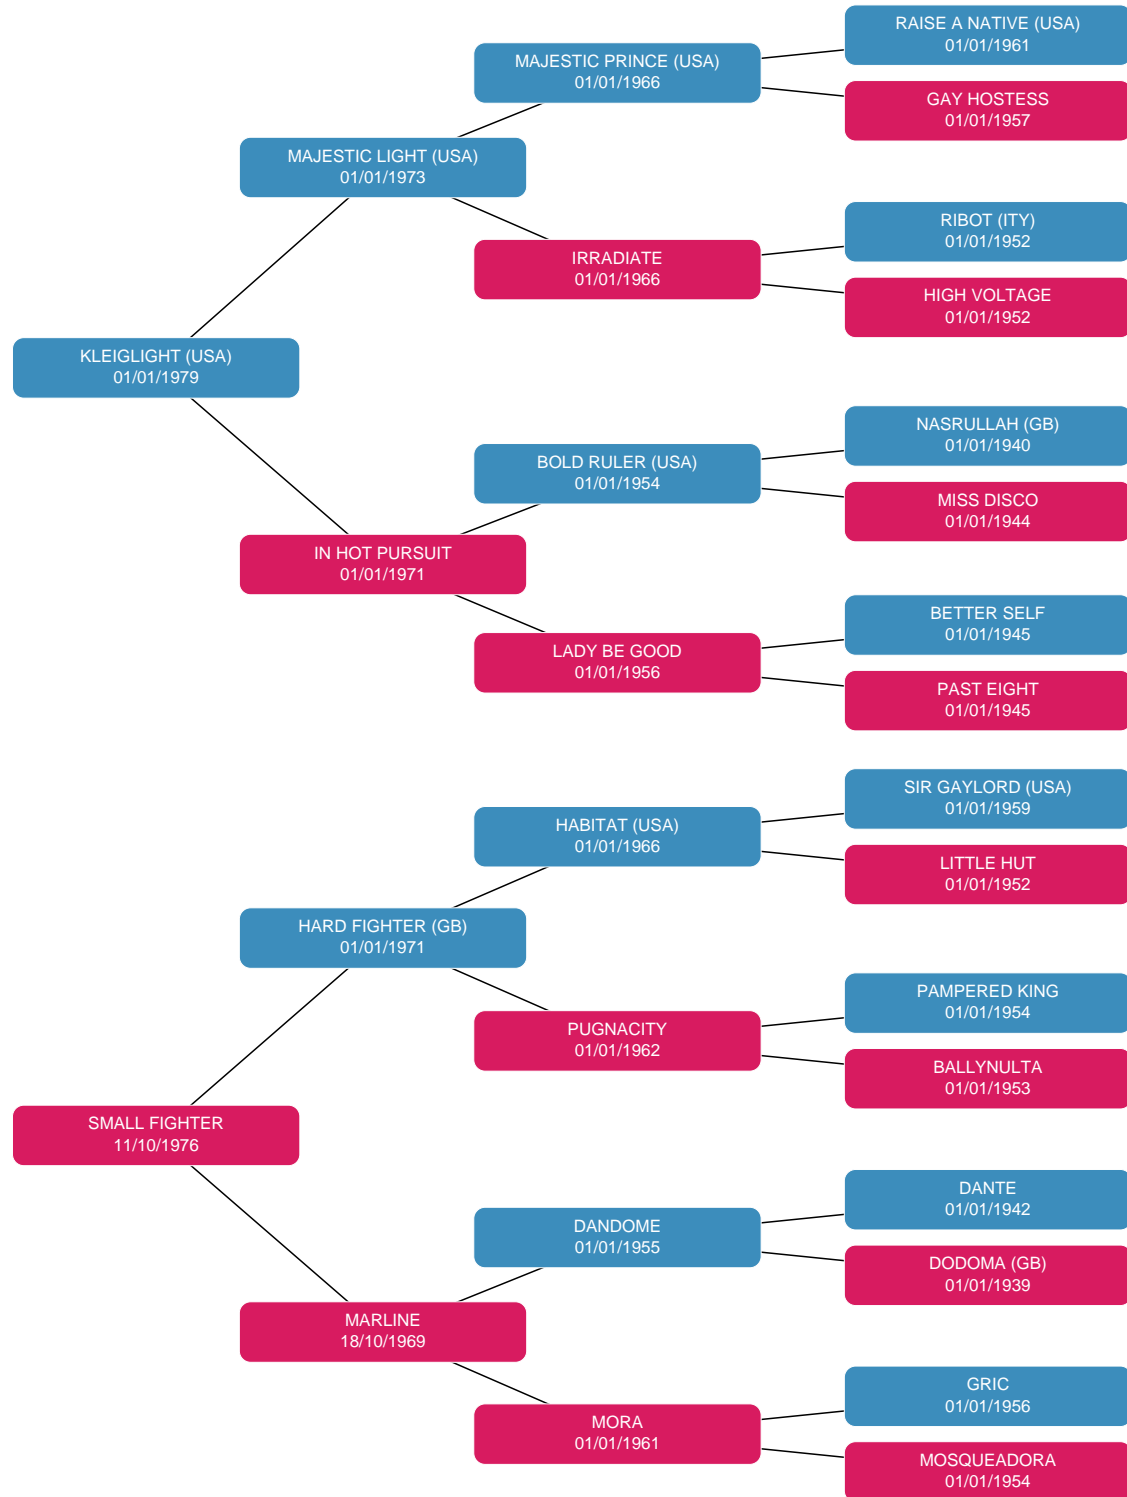 RAISE A NATIVE (USA)
01/01/1961
MAJESTIC PRINCE (USA)
01/01/1966
GAY HOSTESS
01/01/1957
MAJESTIC LIGHT (USA)
01/01/1973
RIBOT (ITY)
01/01/1952
IRRADIATE
01/01/1966
HIGH VOLTAGE
01/01/1952
KLEIGLIGHT (USA)
01/01/1979
NASRULLAH (GB)
01/01/1940
BOLD RULER (USA)
01/01/1954
MISS DISCO
01/01/1944
IN HOT PURSUIT
01/01/1971
BETTER SELF
01/01/1945
LADY BE GOOD
01/01/1956
PAST EIGHT
01/01/1945
SIR GAYLORD (USA)
01/01/1959
HABITAT (USA)
01/01/1966
LITTLE HUT
01/01/1952
HARD FIGHTER (GB)
01/01/1971
PAMPERED KING
01/01/1954
PUGNACITY
01/01/1962
BALLYNULTA
01/01/1953
SMALL FIGHTER
11/10/1976
DANTE
01/01/1942
DANDOME
01/01/1955
DODOMA (GB)
01/01/1939
MARLINE
18/10/1969
GRIC
01/01/1956
MORA
01/01/1961
MOSQUEADORA
01/01/1954